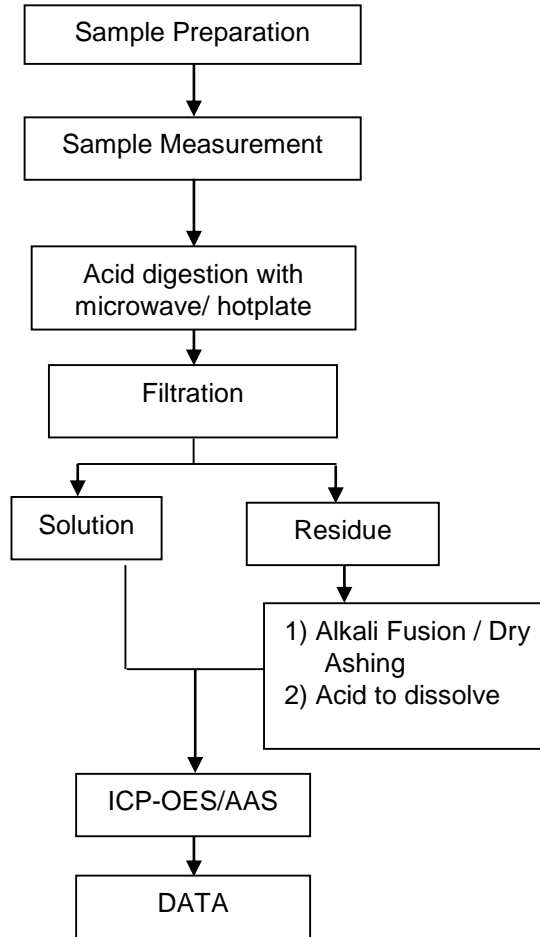 Sample Preparation
Sample Measurement
Acid digestion with
microwave/ hotplate
Filtration
Solution
Residue
1) Alkali Fusion / Dry
Ashing
2) Acid to dissolve
ICP-OES/AAS
DATA